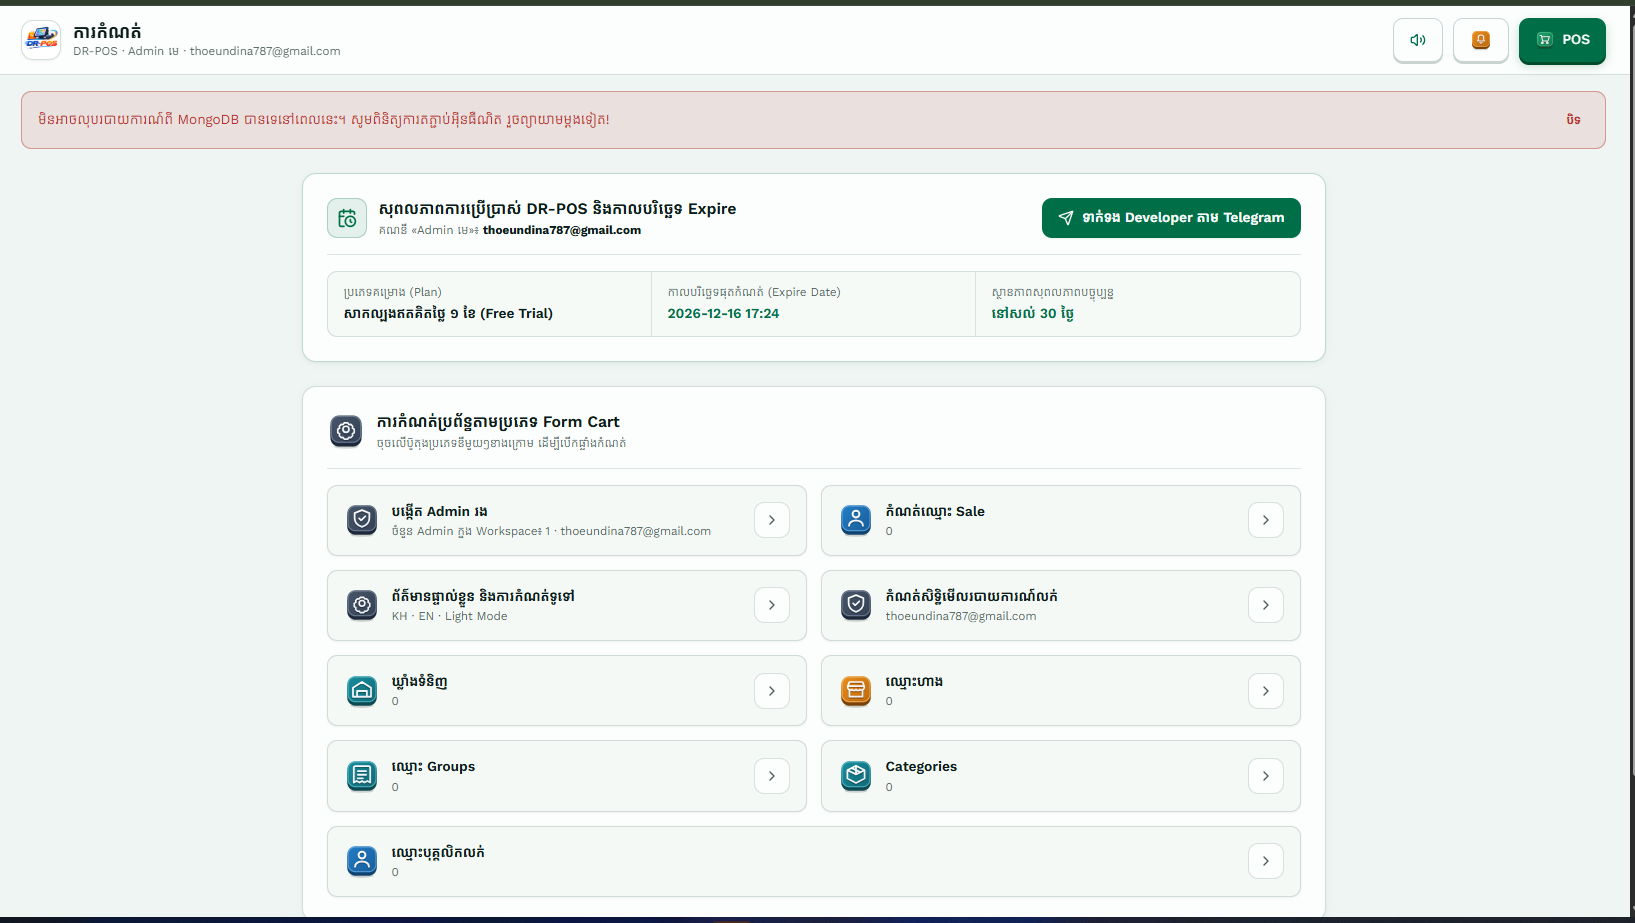 DR-POS
ការកំណត់
DR-POS · Admin មេ · thoeundina787@gmail.com
POS
មិនអាចលុបរបាយការណ៍ពី MongoDB បានទេនៅពេលនេះ។ សូមពិនិត្យការតភ្ជាប់អ៊ីនធឺណិត រួចព្យាយាមម្ដងទៀត!
បិទ
សុពលភាពការប្រើប្រាស់ DR-POS និងកាលបរិច្ឆេទ Expire
គណនី «Admin មេ»៖ thoeundina787@gmail.com
ទាក់ទង Developer តាម Telegram
ប្រភេទគម្រោង (Plan)
សាកល្បងឥតគិតថ្លៃ ១ ខែ (Free Trial)
កាលបរិច្ឆេទផុតកំណត់ (Expire Date)
2026-12-16 17:24
ស្ថានភាពសុពលភាពបច្ចុប្បន្ន
នៅសល់ 30 ថ្ងៃ
ការកំណត់ប្រព័ន្ធតាមប្រភេទ Form Cart
ចុចលើប៊ូតុងប្រភេទនីមួយៗខាងក្រោម ដើម្បីបើកផ្ទាំងកំណត់
បង្កើត Admin រង
ចំនួន Admin ក្នុង Workspace៖ 1 · thoeundina787@gmail.com
កំណត់ឈ្មោះ Sale
0
ព័ត៌មានផ្ទាល់ខ្លួន និងការកំណត់ទូទៅ
KH · EN · Light Mode
កំណត់សិទ្ធិមើលរបាយការណ៍លក់
thoeundina787@gmail.com
ឃ្លាំងទំនិញ
0
ឈ្មោះហាង
0
ឈ្មោះ Groups
0
Categories
0
ឈ្មោះបុគ្គលិកលក់
0